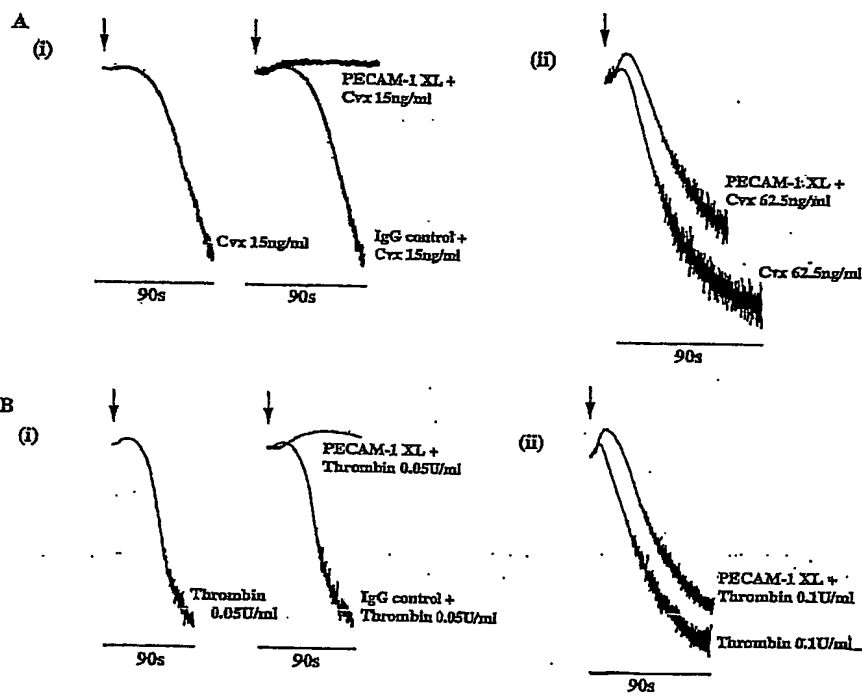 A
(i)
PECAM-1 XL +
Cvx 15ng/ml
Cvx 15ng/ml
IgG control +
Cvx 15ng/ml
90s
90s
(ii)
PECAM-1 XL +
Cvx 62.5ng/ml
Cvx 62.5ng/ml
90s
B
(i)
PECAM-1 XL +
Thrombin 0.05U/ml
Thrombin
0.05U/ml
IgG control +
Thrombin 0.05U/ml
90s
90s
(ii)
PECAM-1 XL +
Thrombin 0.1U/ml
Thrombin 0.1U/ml
90s